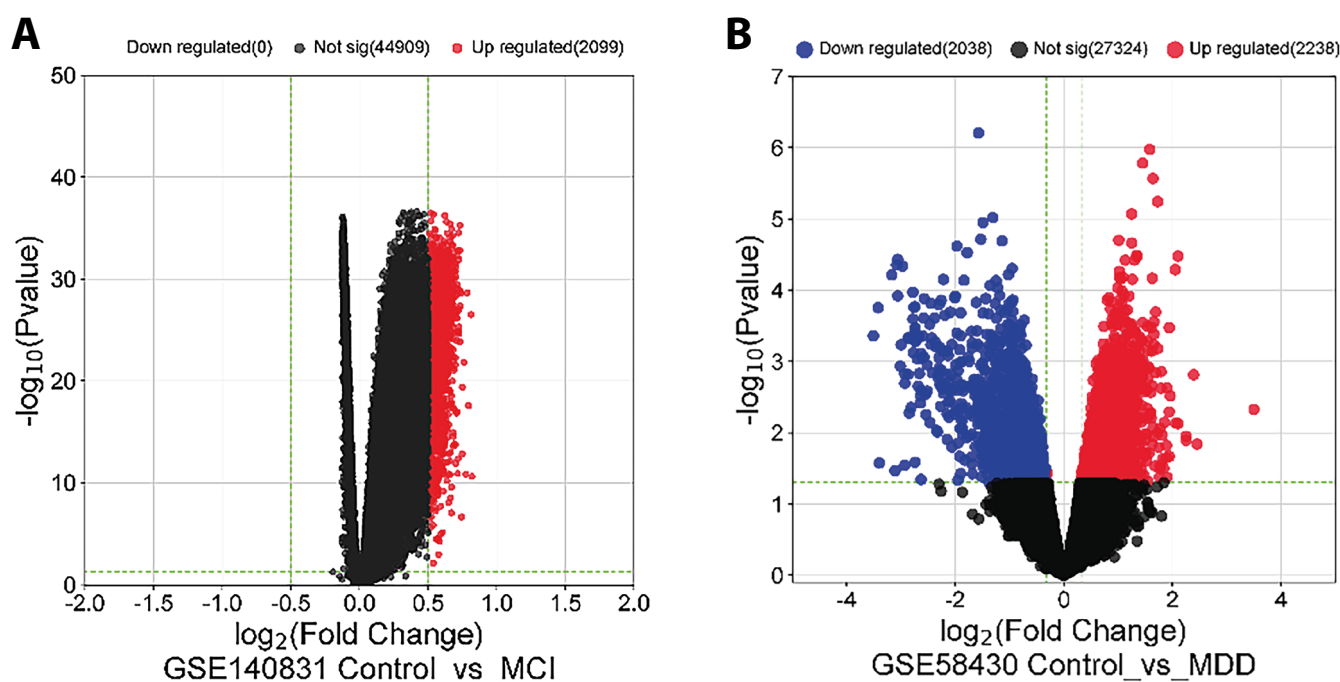 A
Down regulated(0) Not sig(44909) Up regulated(2099)
50
40
30
20
10
0
-log10(Pvalue)
-2.0 -1.5 -1.0 -0.5 0.0 0.5 1.0 1.5 2.0
log2(Fold Change)
GSE140831 Control vs MCI
B
Down regulated(2038) Not sig(27324) Up regulated(2238)
7
6
5
4
3
2
1
0
-log10(Pvalue)
-4 -2 0 2 4
log2(Fold Change)
GSE58430 Control_vs_MDD